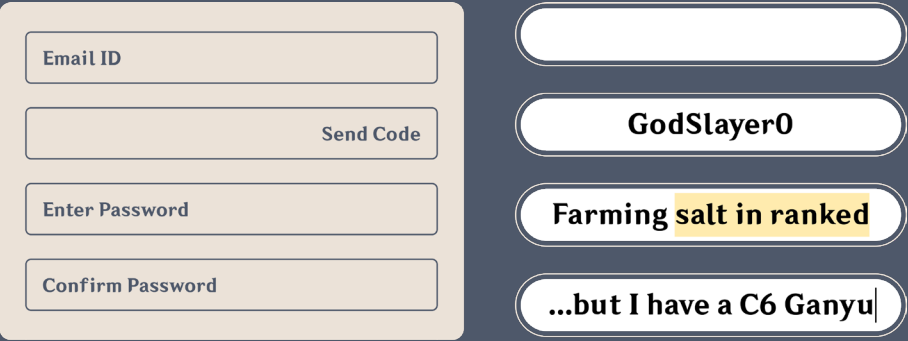 Email ID
Send Code
Enter Password
Confirm Password
GodSlayer0
Farming salt in ranked
...but I have a C6 Ganyu